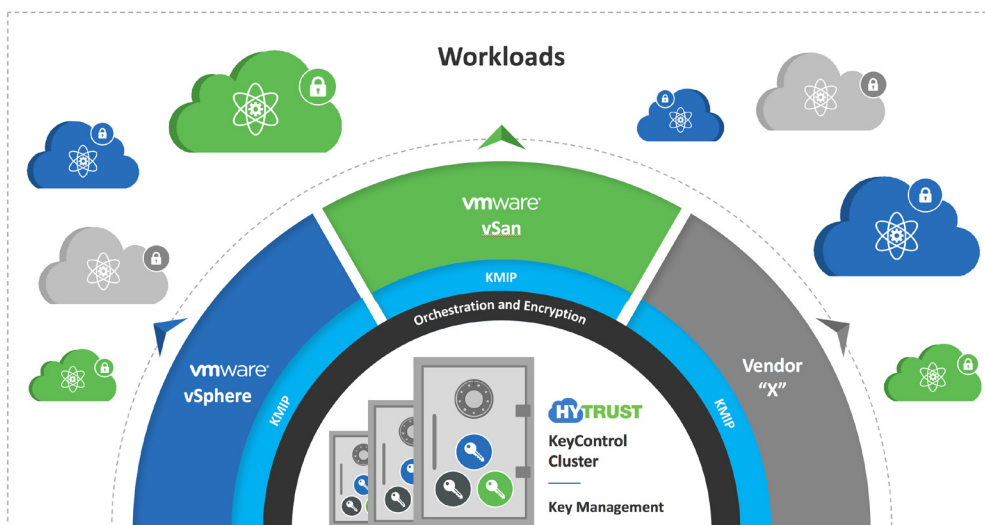 Workloads
vmware®
vSan
KMIP
Orchestration and Encryption
vmware®
vSphere
KMIP
Vendor
“X”
KMIP
HYTRUST
KeyControl
Cluster
Key Management